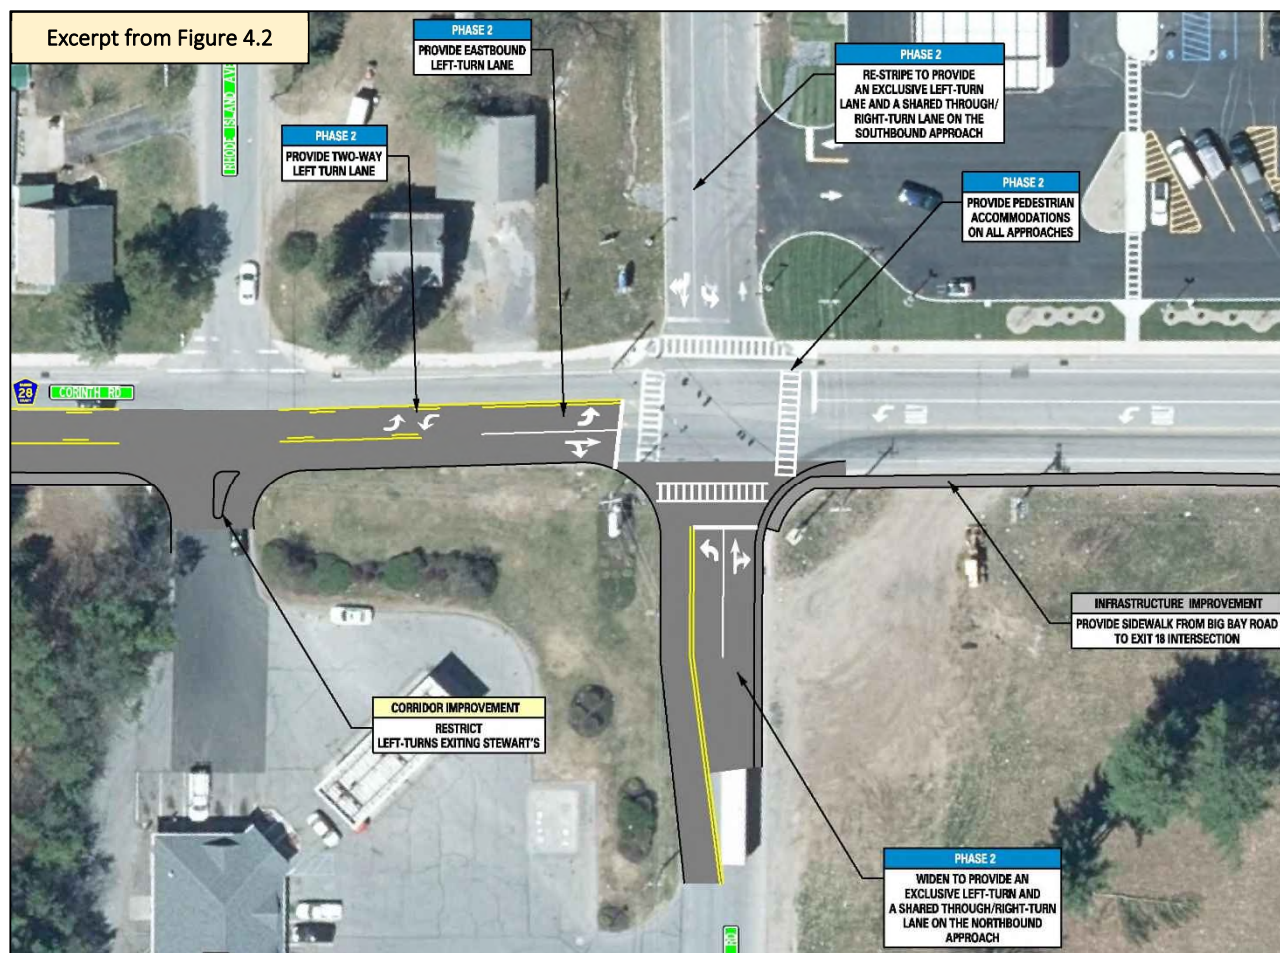 Excerpt from Figure 4.2
RHODE ISLAND AVE
PHASE 2
PROVIDE EASTBOUND
LEFT-TURN LANE
PHASE 2
RE-STRIPE TO PROVIDE
AN EXCLUSIVE LEFT-TURN
LANE AND A SHARED THROUGH/
RIGHT-TURN LANE ON THE
SOUTHBOUND APPROACH
PHASE 2
PROVIDE TWO-WAY
LEFT TURN LANE
PHASE 2
PROVIDE PEDESTRIAN
ACCOMMODATIONS
ON ALL APPROACHES
28
CORINTH RD
INFRASTRUCTURE IMPROVEMENT
PROVIDE SIDEWALK FROM BIG BAY ROAD
TO EXIT 18 INTERSECTION
CORRIDOR IMPROVEMENT
RESTRICT
LEFT-TURNS EXITING STEWART'S
PHASE 2
WIDEN TO PROVIDE AN
EXCLUSIVE LEFT-TURN AND
A SHARED THROUGH/RIGHT-TURN
LANE ON THE NORTHBOUND
APPROACH
RD